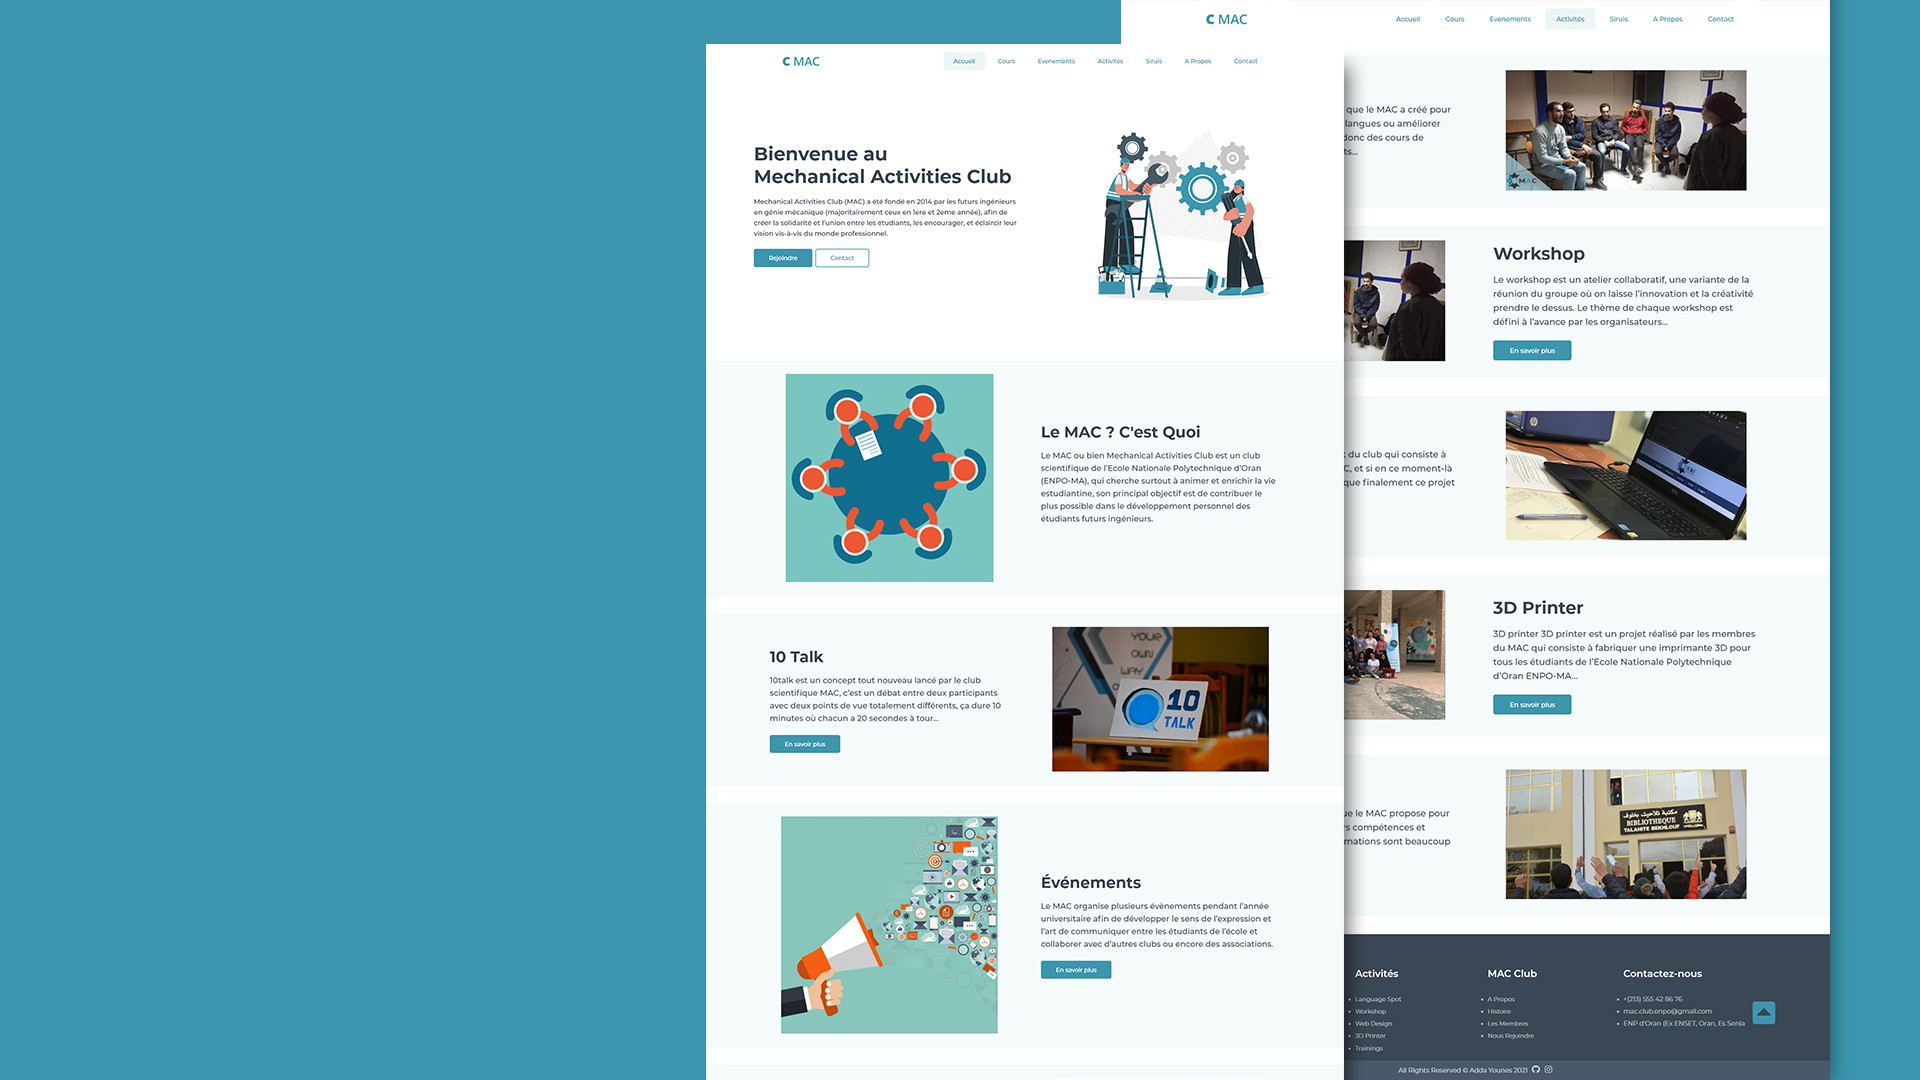 C MAC
Accueil
Cours
Evenements
Activités
Siruis
A Propos
Contact
Bienvenue au
Mechanical Activities Club
Mechanical Activities Club (MAC) a été fondé en 2014 par les futurs ingénieurs
en génie mécanique (majoritairement ceux en 1ere et 2eme année), afin de
créer la solidarité et l'union entre les étudiants, les encourager, et éclaircir leur
vision vis-à-vis du monde professionnel.
Rejoindre
Contact
Le MAC ? C'est Quoi
Le MAC ou bien Mechanical Activities Club est un club
scientifique de l'Ecole Nationale Polytechnique d'Oran
(ENPO-MA), qui cherche surtout à animer et enrichir la vie
estudiantine, son principal objectif est de contribuer le
plus possible dans le développement personnel des
étudiants futurs ingénieurs.
10 Talk
10talk est un concept tout nouveau lancé par le club
scientifique MAC, c'est un débat entre deux participants
avec deux points de vue totalement différents, ça dure 10
minutes où chacun a 20 secondes à tour...
En savoir plus
YOUR
OWN
WAY
10
TALK
Événements
Le MAC organise plusieurs évènements pendant l'année
universitaire afin de développer le sens de l'expression et
l'art de communiquer entre les étudiants de l'école et
collaborer avec d'autres clubs ou encore des associations.
En savoir plus
C MAC
Accueil
Cours
Evenements
Activités
Siruis
A Propos
Contact
que le MAC a créé pour
langues ou améliorer
donc des cours de
ts...
MAC
Workshop
Le workshop est un atelier collaboratif, une variante de la
réunion du groupe où on laisse l'innovation et la créativité
prendre le dessus. Le thème de chaque workshop est
défini à l'avance par les organisateurs...
En savoir plus
du club qui consiste à
C, et si en ce moment-là
que finalement ce projet
3D Printer
3D printer 3D printer est un projet réalisé par les membres
du MAC qui consiste à fabriquer une imprimante 3D pour
tous les étudiants de l'Ecole Nationale Polytechnique
d'Oran ENPO-MA...
En savoir plus
ue le MAC propose pour
rs compétences et
mations sont beaucoup
مكتبة تلاحيت بخلوف
BIBLIOTHEQUE
TALAHITE BEKHLOUF
Activités
Language Spot
Workshop
Web Design
3D Printer
Trainings
MAC Club
A Propos
Histoire
Les Membres
Nous Rejoindre
Contactez-nous
+(213) 555 42 86 76
mac.club.enpo@gmail.com
ENP d'Oran (Ex ENSET, Oran, Es Senia
All Rights Reserved © Adda Younes 2021